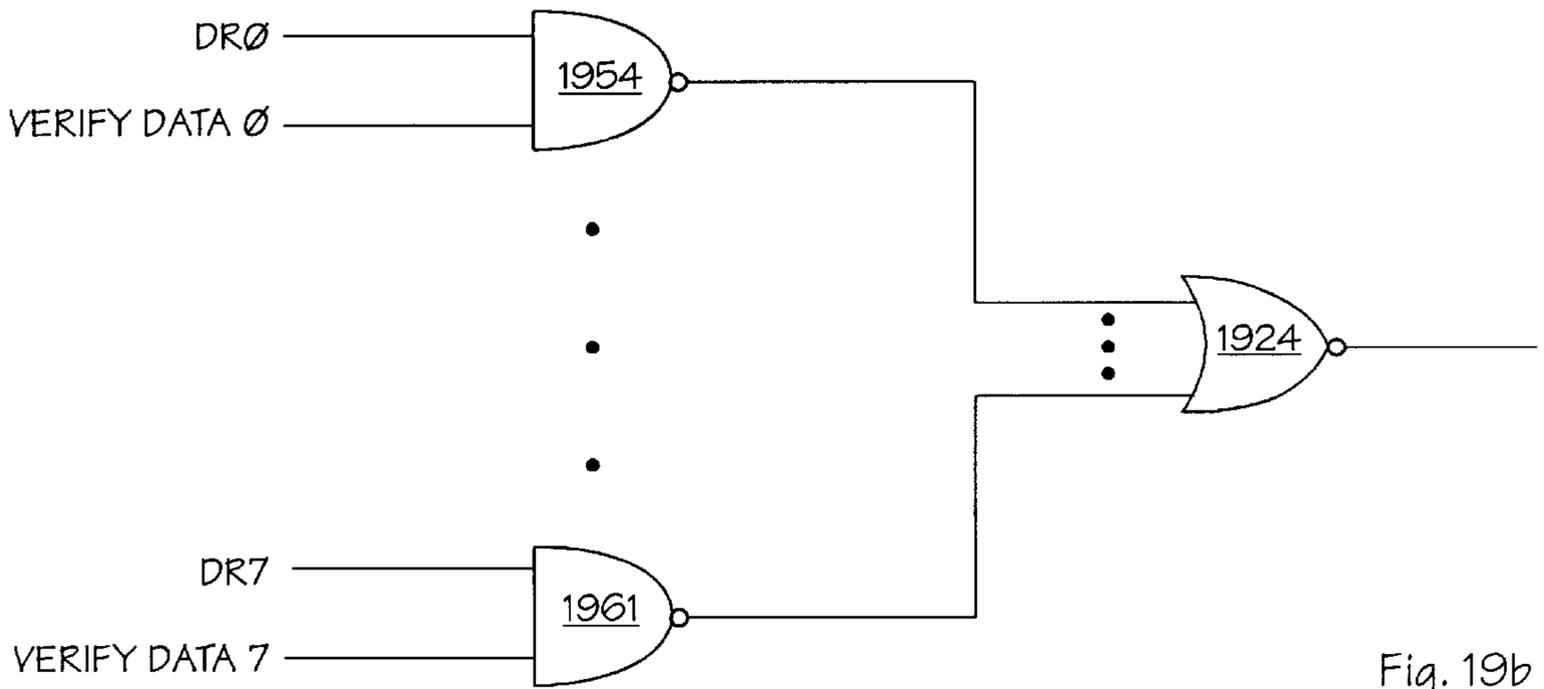 DRØ
1954
VERIFY DATA Ø
1924
DR7
1961
VERIFY DATA 7
Fig. 19b